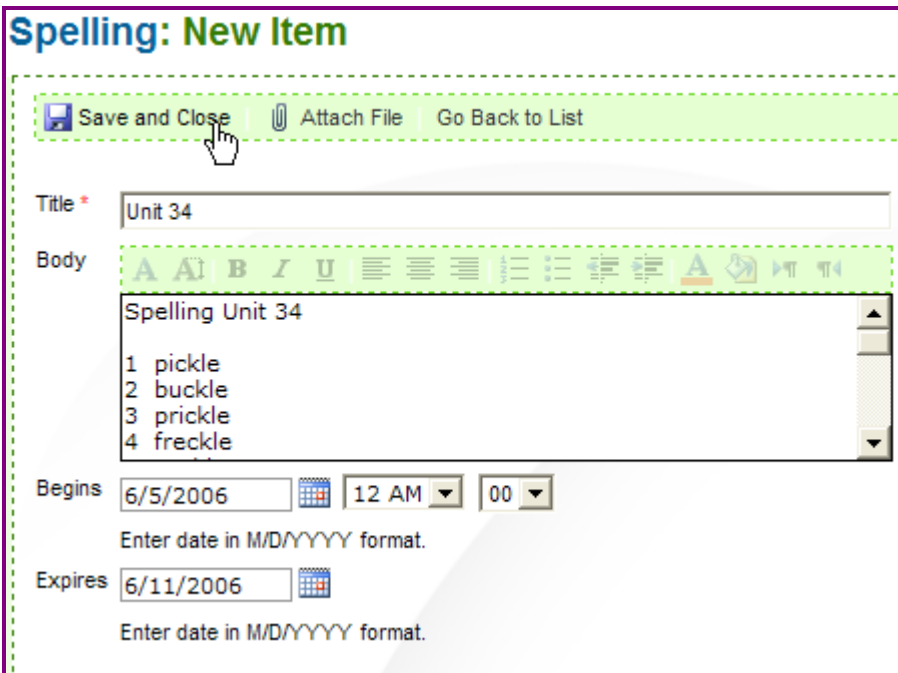 Spelling: New Item
Save and Close Attach File Go Back to List
Title * Unit 34
Body
A A B I U A
Spelling Unit 34
1 pickle
2 buckle
3 prickle
4 freckle
Begins 6/5/2006 12 AM 00
Enter date in M/D/YYYY format.
Expires 6/11/2006
Enter date in M/D/YYYY format.